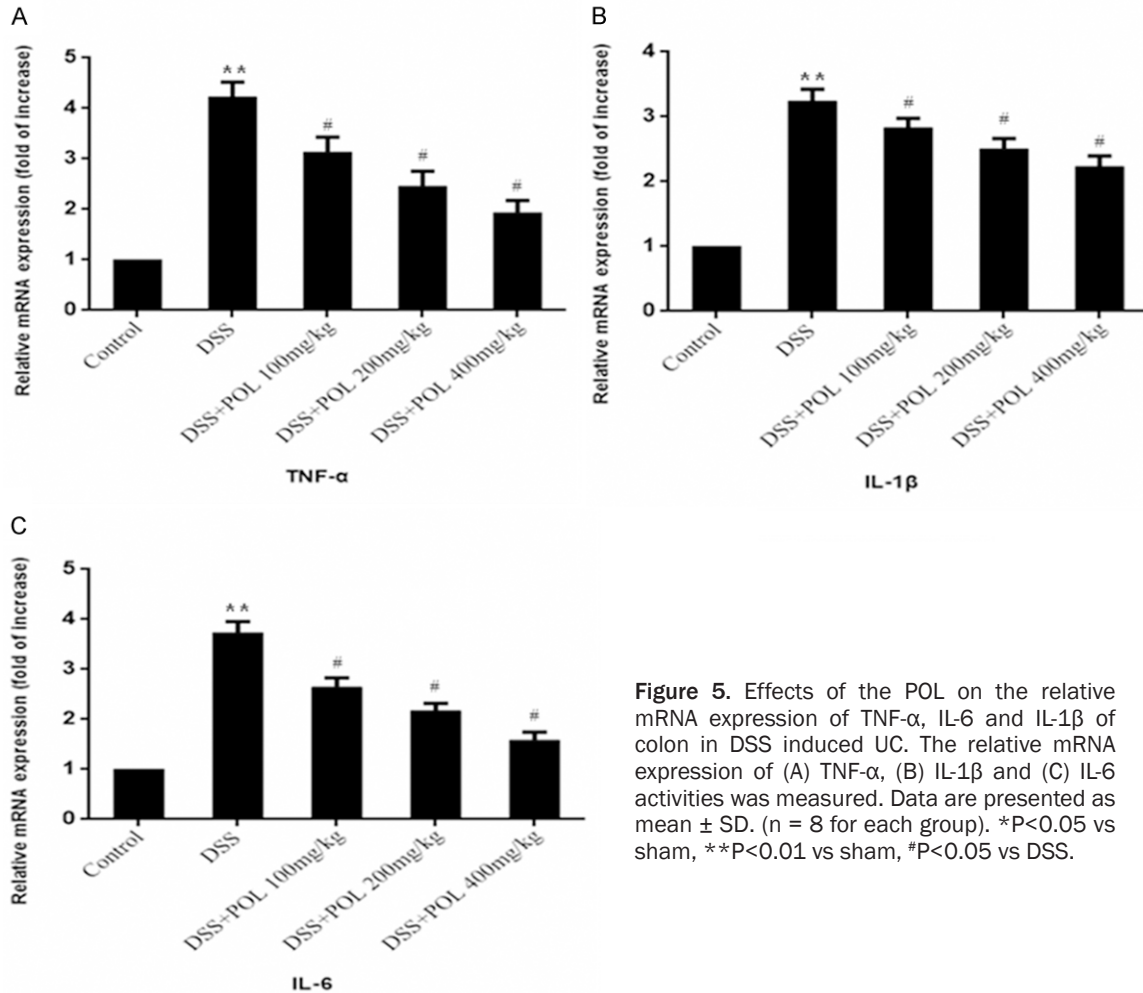 A
Relative mRNA expression (fold of increase)
5
4
3
2
1
0
**
#
#
#
Control
DSS
DSS+POL 100mg/kg
DSS+POL 200mg/kg
DSS+POL 400mg/kg
TNF-α
B
Relative mRNA expression (fold of increase)
4
3
2
1
0
**
#
#
#
Control
DSS
DSS+POL 100mg/kg
DSS+POL 200mg/kg
DSS+POL 400mg/kg
IL-1β
C
Relative mRNA expression (fold of increase)
5
4
3
2
1
0
**
#
#
#
Control
DSS
DSS+POL 100mg/kg
DSS+POL 200mg/kg
DSS+POL 400mg/kg
IL-6
Figure 5. Effects of the POL on the relative
mRNA expression of TNF-α, IL-6 and IL-1β of
colon in DSS induced UC. The relative mRNA
expression of (A) TNF-α, (B) IL-1β and (C) IL-6
activities was measured. Data are presented as
mean ± SD. (n = 8 for each group). *P<0.05 vs
sham, **P<0.01 vs sham, #P<0.05 vs DSS.